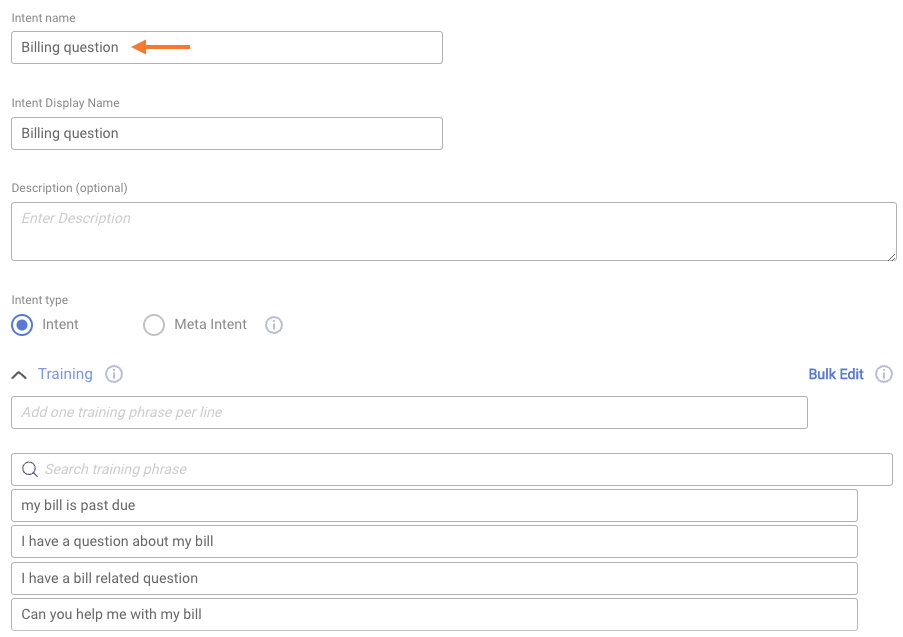 Intent name
Billing question
Intent Display Name
Billing question
Description (optional)
Enter Description
Intent type
Intent Meta Intent
Training Bulk Edit
Add one training phrase per line
Search training phrase
my bill is past due
I have a question about my bill
I have a bill related question
Can you help me with my bill